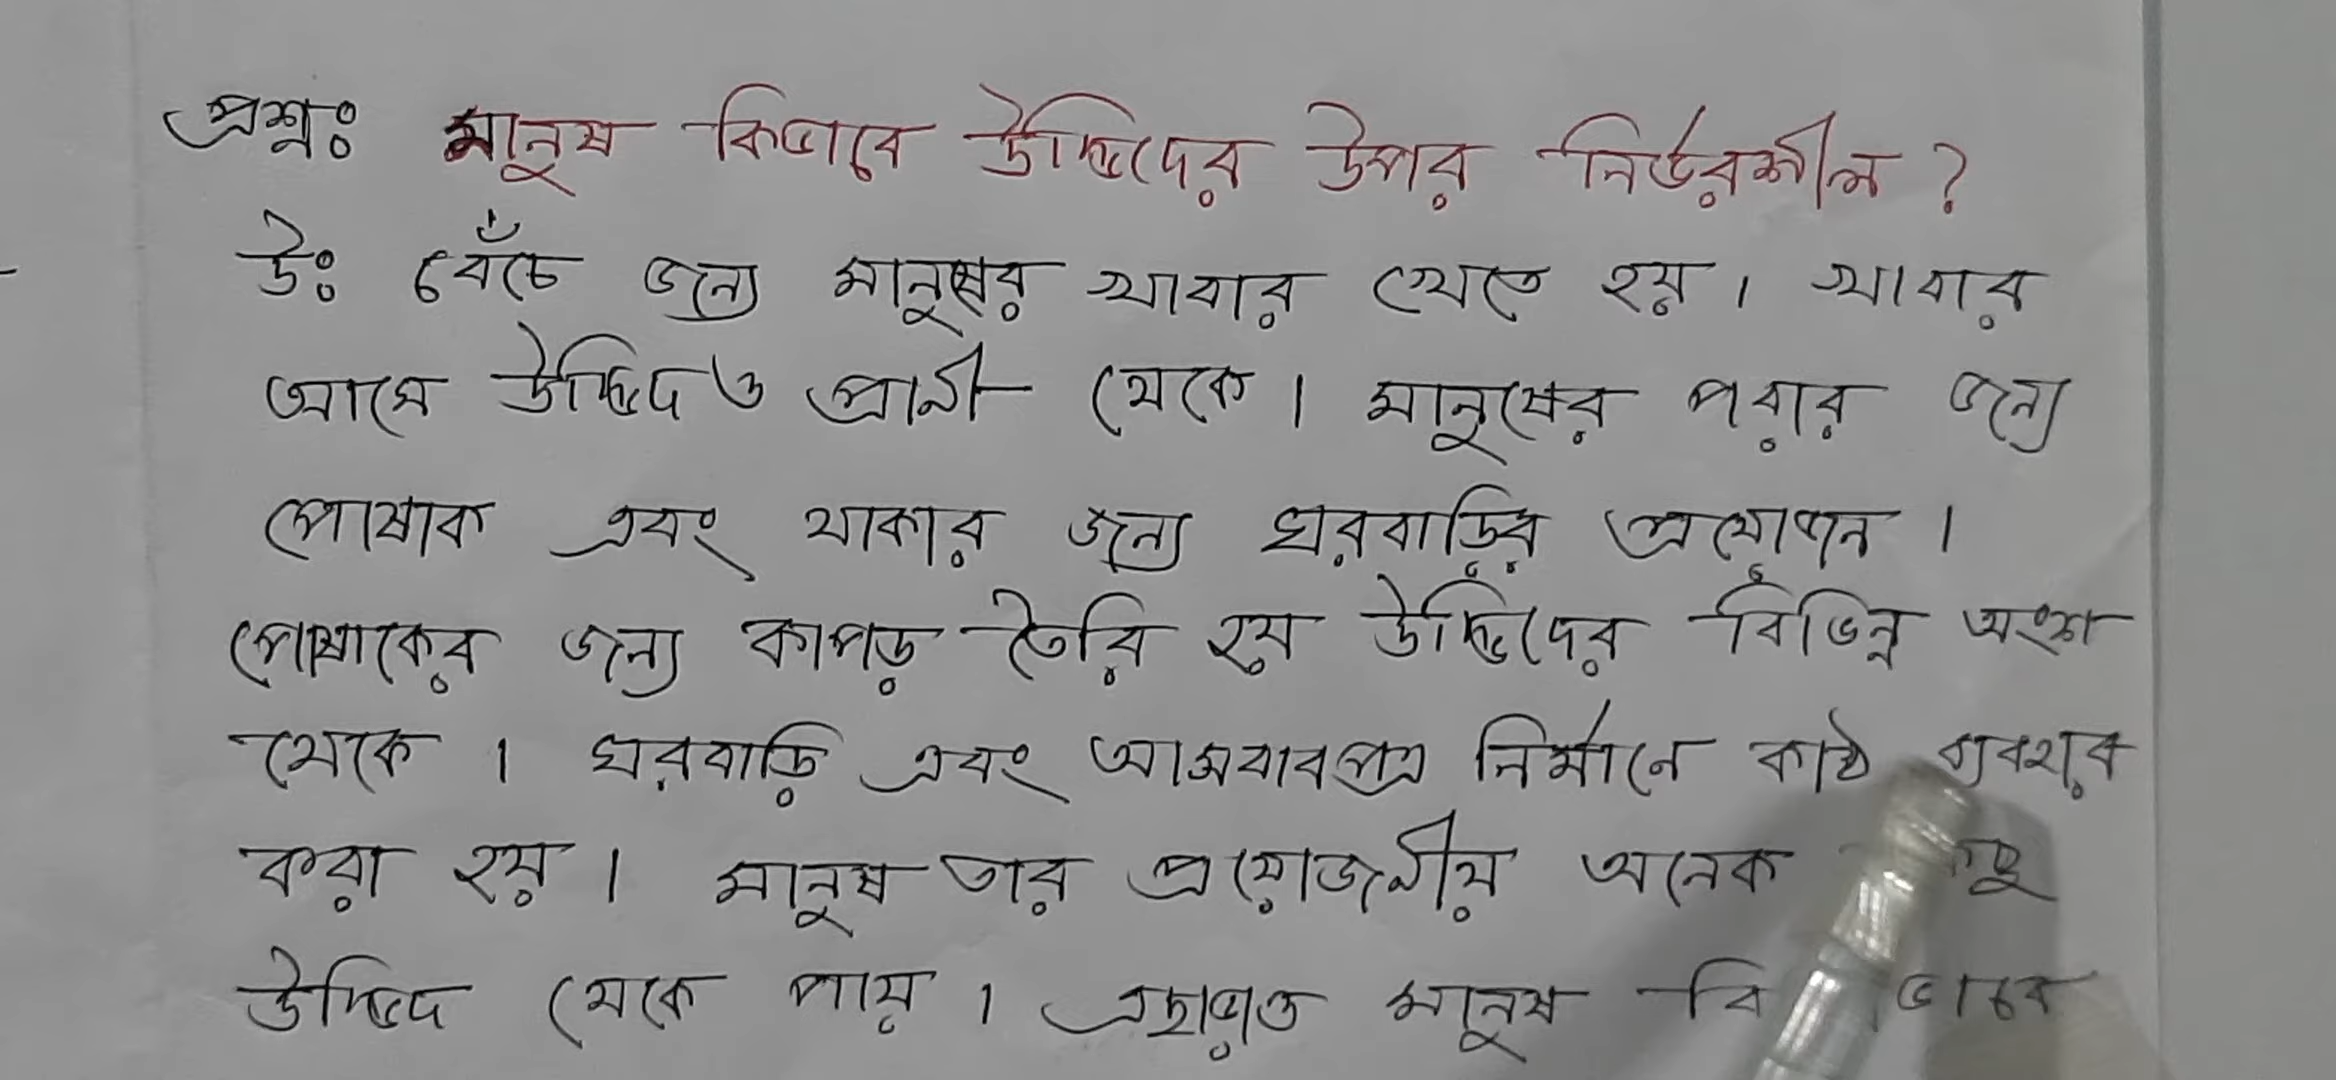 প্রশ্নঃ মানুষ কিভাবে উদ্ভিদের উপর নির্ভরশীল ?
উঃ বেঁচে জন্যে মানুষের খাবার খেতে হয় । খাবার
আসে উদ্ভিদ ও প্রানী থেকে । মানুষের পরার জন্য
পোষাক এবং থাকার জন্য ঘরবাড়ির প্রয়োজন ।
পোষাকের জন্য কাপড় তৈরি হয় উদ্ভিদের বিভিন্ন অংশ
থেকে । ঘরবাড়ি এবং আসবাবপত্র নির্মানে কাঠ ব্যবহার
করা হয় । মানুষ তার প্রয়োজনীয় অনেক
উদ্ভিদ থেকে পায় । এছাড়াও মানুষ